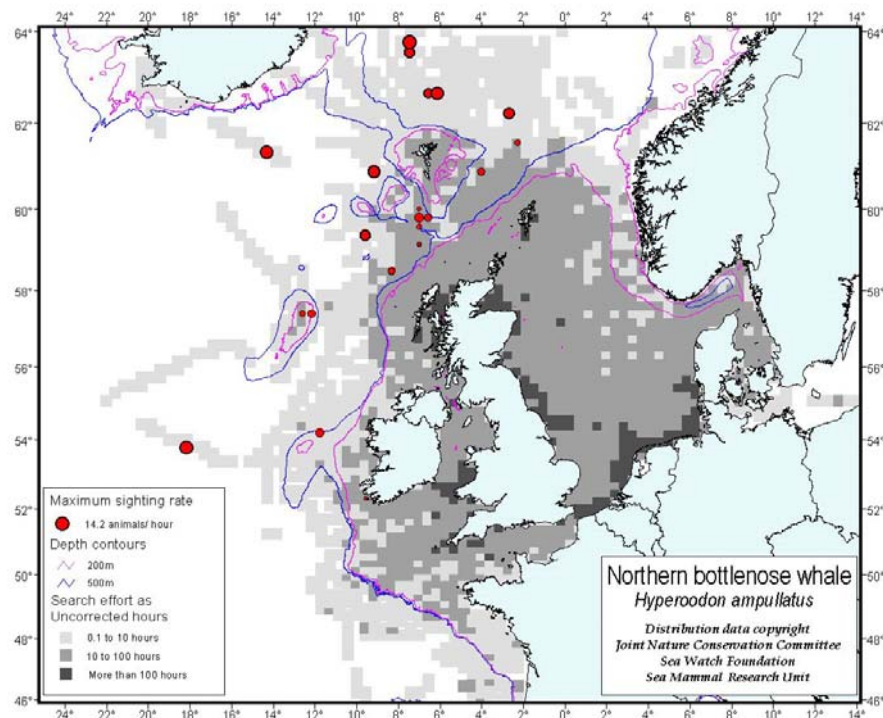 24° 22° 20° 18° 16° 14° 12° 10° 8° 6° 4° 2° 0° 2° 4° 6° 8° 10° 12° 14°
64° 64°
62° 62°
60° 60°
58° 58°
56° 56°
54° 54°
52° 52°
50° 50°
48° 48°
46° 46°
Maximum sighting rate
14.2 animals/ hour
Depth contours
200m
500m
Search effort as
Uncorrected hours
0.1 to 10 hours
10 to 100 hours
More than 100 hours
Northern bottlenose whale
Hyperoodon ampullatus
Distribution data copyright
Joint Nature Conservation Committee
Sea Watch Foundation
Sea Mammal Research Unit
24° 22° 20° 18° 16° 14° 12° 10° 8° 6° 4° 2° 0° 2° 4° 6° 8° 10° 12° 14°